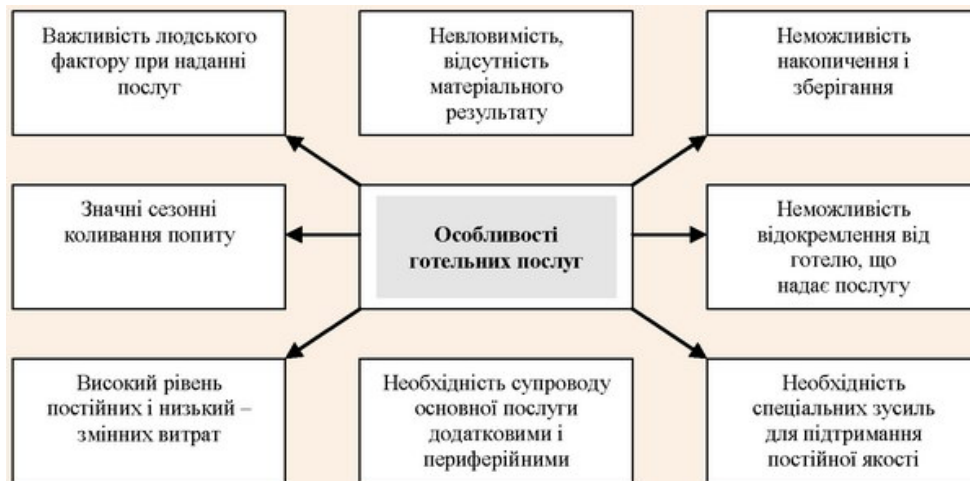 Важливість людського
фактору при наданні
послуг
Невловимість,
відсутність
матеріального
результату
Неможливість
накопичення і
зберігання
Значні сезонні
коливання попиту
Особливості
готельних послуг
Неможливість
відокремлення від
готелю, що
надає послугу
Високий рівень
постійних і низький –
змінних витрат
Необхідність супроводу
основної послуги
додатковими і
периферійними
Необхідність
спеціальних зусиль
для підтримання
постійної якості